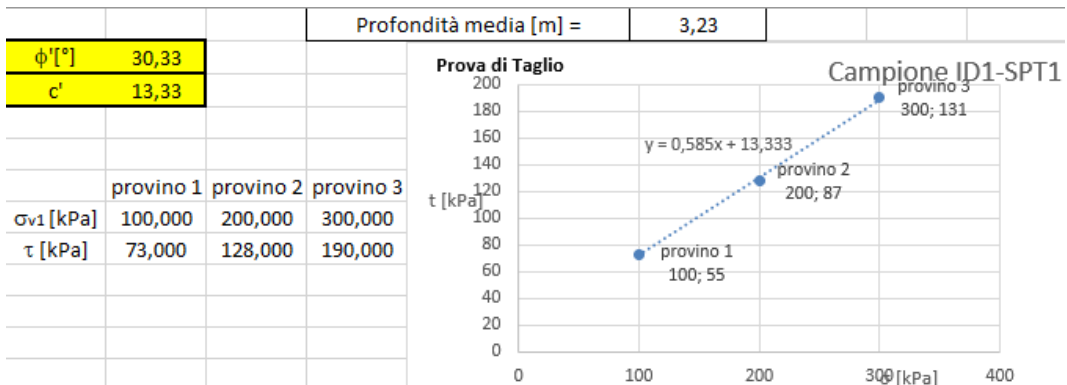 Profondità media [m] = 3,23
ϕ'[°] 30,33
c' 13,33
provino 1 provino 2 provino 3
σv1 [kPa] 100,000 200,000 300,000
τ [kPa] 73,000 128,000 190,000
Prova di Taglio
Campione ID1-SPT1
200
180
160
140
120
100
80
60
40
20
0
t [kPa]
y = 0,585x + 13,333
provino 3
300; 131
provino 2
200; 87
provino 1
100; 55
0 100 200 300 400
[kPa]